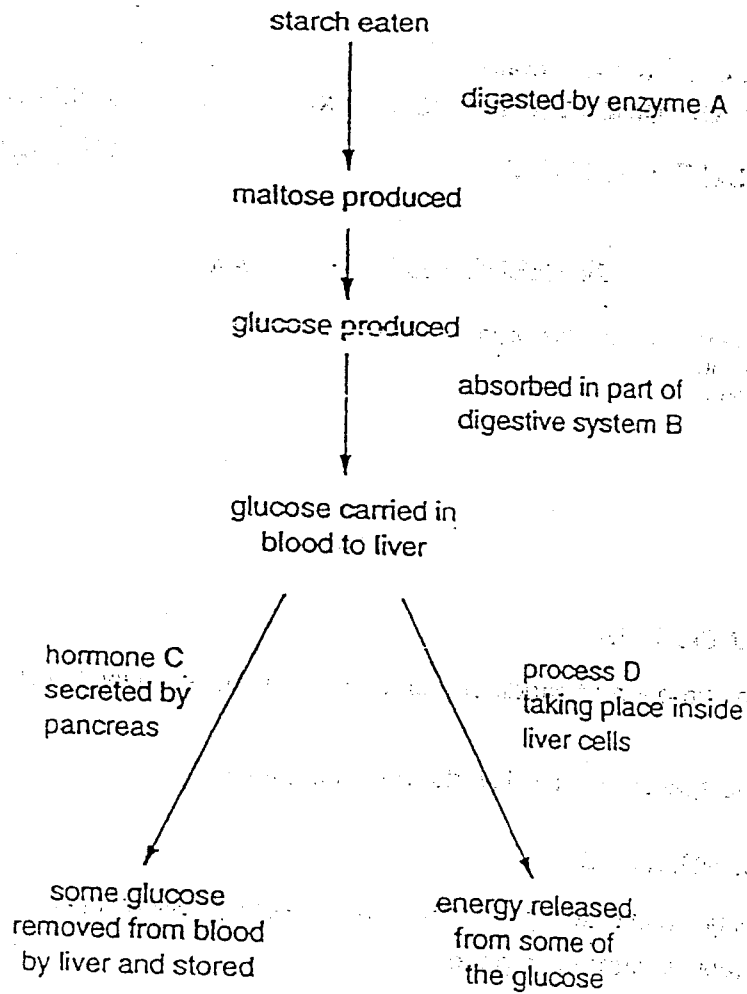 starch eaten
digested by enzyme A
maltose produced
glucose produced
absorbed in part of
digestive system B
glucose carried in
blood to liver
hormone C
secreted by
pancreas
process D
taking place inside
liver cells
some glucose
removed from blood
by liver and stored
energy released
from some of
the glucose